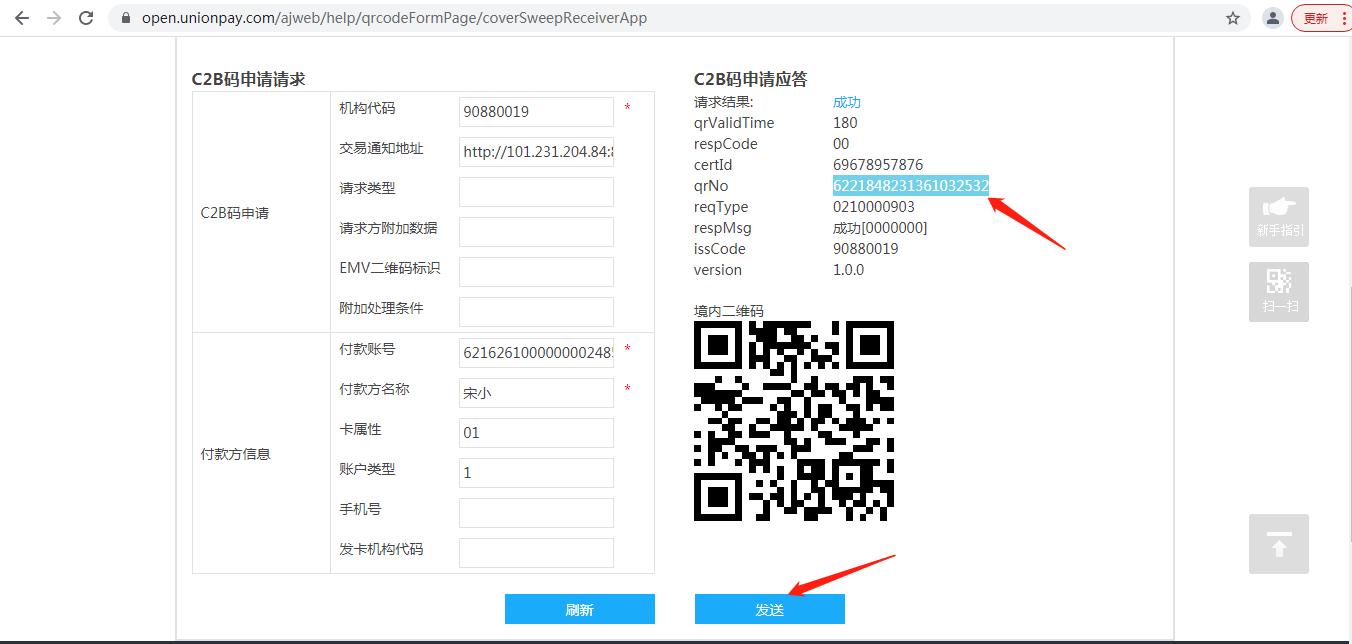 open.unionpay.com/ajweb/help/qrcodeFormPage/coverSweepReceiverApp
更新
C2B码申请请求
C2B码申请
机构代码 90880019 *
交易通知地址 http://101.231.204.84:8
请求类型
请求方附加数据
EMV二维码标识
附加处理条件
付款方信息
付款账号 6216261000000002485 *
付款方名称 宋小 *
卡属性 01
账户类型 1
手机号
发卡机构代码
刷新
C2B码申请应答
请求结果: 成功
qrValidTime 180
respCode 00
certId 69678957876
qrNo 6221848231361032532
reqType 0210000903
respMsg 成功[0000000]
issCode 90880019
version 1.0.0
境内二维码
发送
新手指引
扫一扫